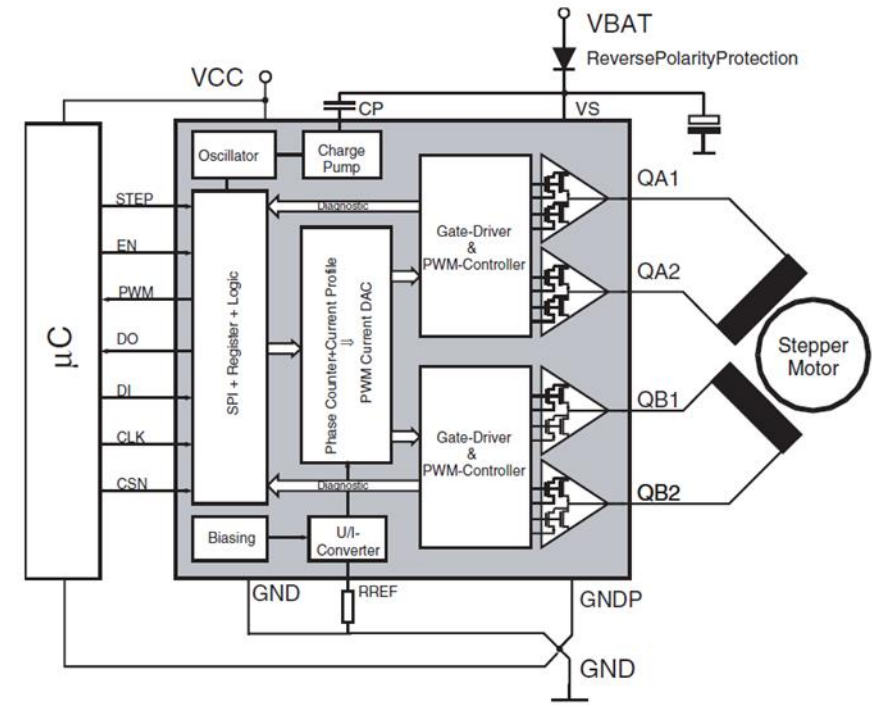 VBAT
ReversePolarityProtection
VCC
CP
VS
Oscillator
Charge
Pump
μC
STEP
EN
PWM
DO
DI
CLK
CSN
SPI + Register + Logic
Diagnostic
Phase Counter+Current Profile
⇓
PWM Current DAC
Gate-Driver
&
PWM-Controller
QA1
QA2
Stepper
Motor
Gate-Driver
&
PWM-Controller
QB1
QB2
Diagnostic
Biasing
U/I-
Converter
GND
RREF
GNDP
GND